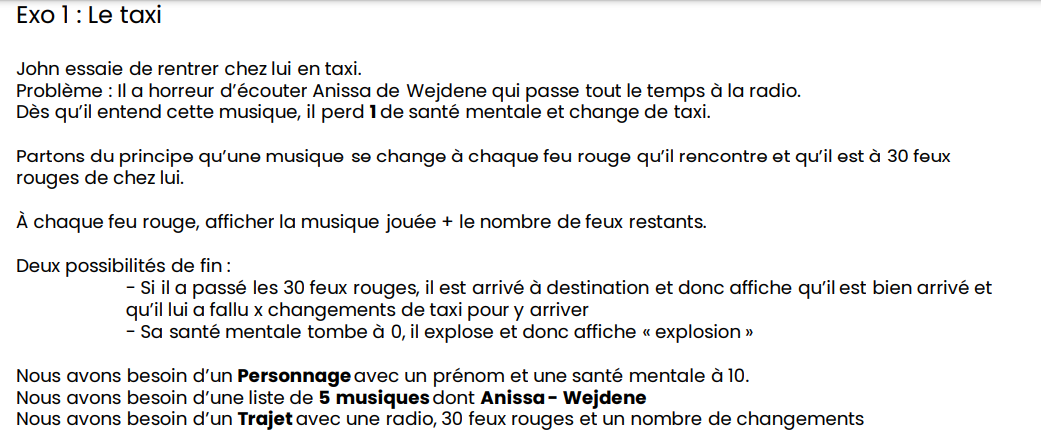 Exo 1 : Le taxi
John essaie de rentrer chez lui en taxi.
Problème : Il a horreur d’écouter Anissa de Wejdene qui passe tout le temps à la radio.
Dès qu’il entend cette musique, il perd 1 de santé mentale et change de taxi.
Partons du principe qu’une musique se change à chaque feu rouge qu’il rencontre et qu’il est à 30 feux
rouges de chez lui.
À chaque feu rouge, afficher la musique jouée + le nombre de feux restants.
Deux possibilités de fin :
- Si il a passé les 30 feux rouges, il est arrivé à destination et donc affiche qu’il est bien arrivé et
qu’il lui a fallu x changements de taxi pour y arriver
- Sa santé mentale tombe à 0, il explose et donc affiche « explosion »
Nous avons besoin d’un Personnage avec un prénom et une santé mentale à 10.
Nous avons besoin d’une liste de 5 musiques dont Anissa - Wejdene
Nous avons besoin d’un Trajet avec une radio, 30 feux rouges et un nombre de changements